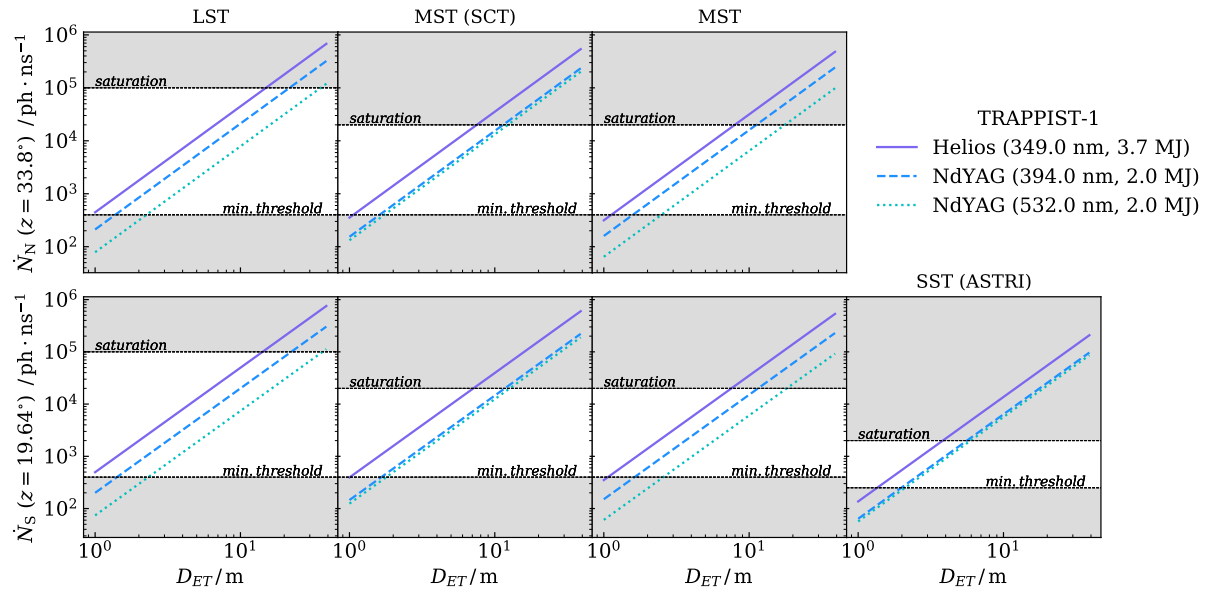 LST
MST (SCT)
MST
10⁶
10⁵
10⁴
10³
10²
Ṅ_N (z = 33.8°) / ph · ns⁻¹
saturation
min. threshold
saturation
min. threshold
saturation
min. threshold
TRAPPIST-1
Helios (349.0 nm, 3.7 MJ)
NdYAG (394.0 nm, 2.0 MJ)
NdYAG (532.0 nm, 2.0 MJ)
SST (ASTRI)
10⁶
10⁵
10⁴
10³
10²
Ṅ_S (z = 19.64°) / ph · ns⁻¹
saturation
min. threshold
saturation
min. threshold
saturation
min. threshold
saturation
min. threshold
10⁰ 10¹
10⁰ 10¹
10⁰ 10¹
10⁰ 10¹
D_ET / m
D_ET / m
D_ET / m
D_ET / m